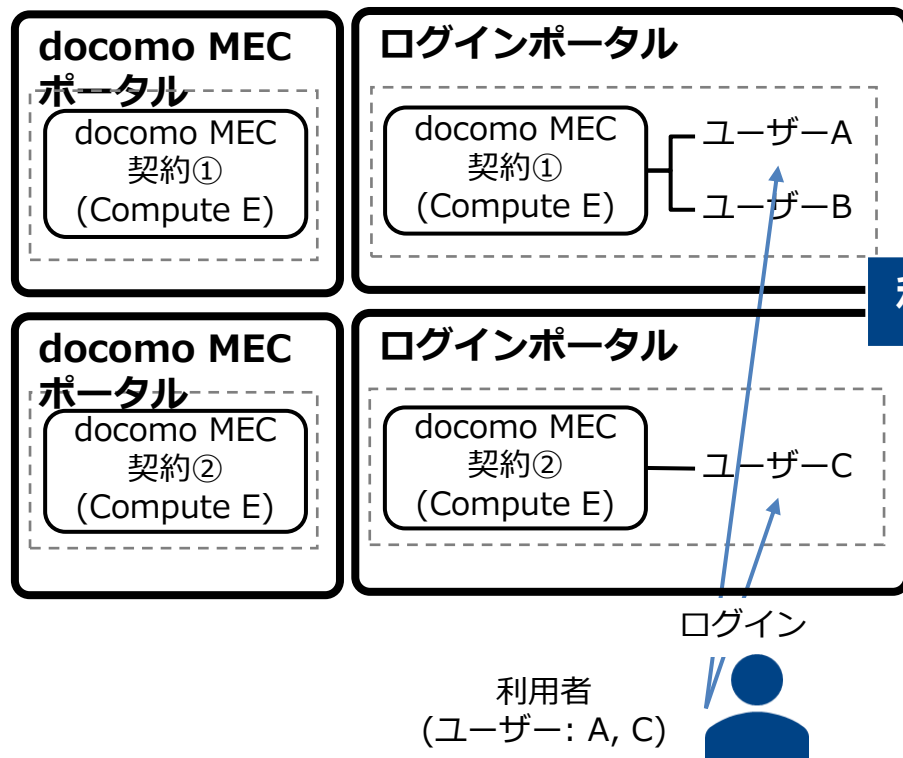 docomo MEC
ポータル
docomo MEC
契約①
(Compute E)
ログインポータル
docomo MEC
契約①
(Compute E)
ユーザーA
ユーザーB
docomo MEC
ポータル
docomo MEC
契約②
(Compute E)
ログインポータル
docomo MEC
契約②
(Compute E)
ユーザーC
ログイン
利用者
(ユーザー: A, C)